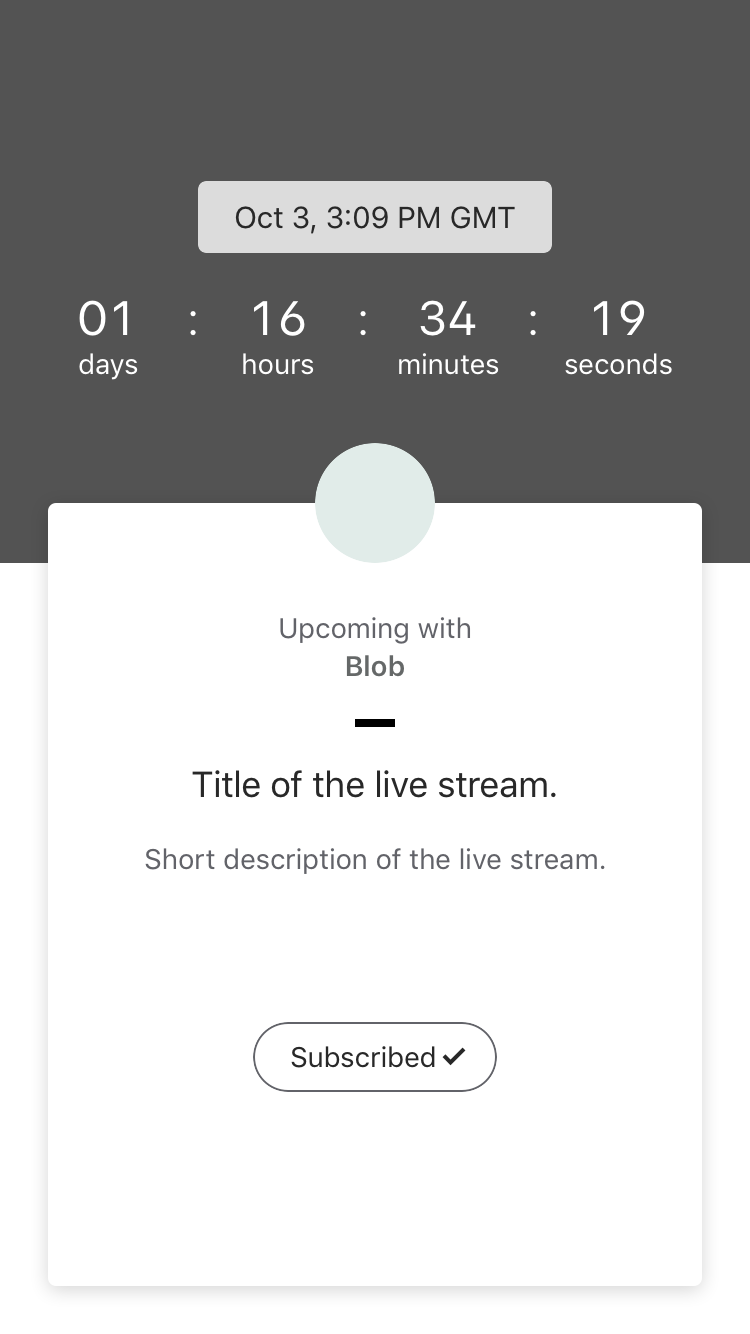 Oct 3, 3:09 PM GMT
01 : 16 : 34 : 19
days hours minutes seconds
Upcoming with
Blob
Title of the live stream.
Short description of the live stream.
Subscribed ✔